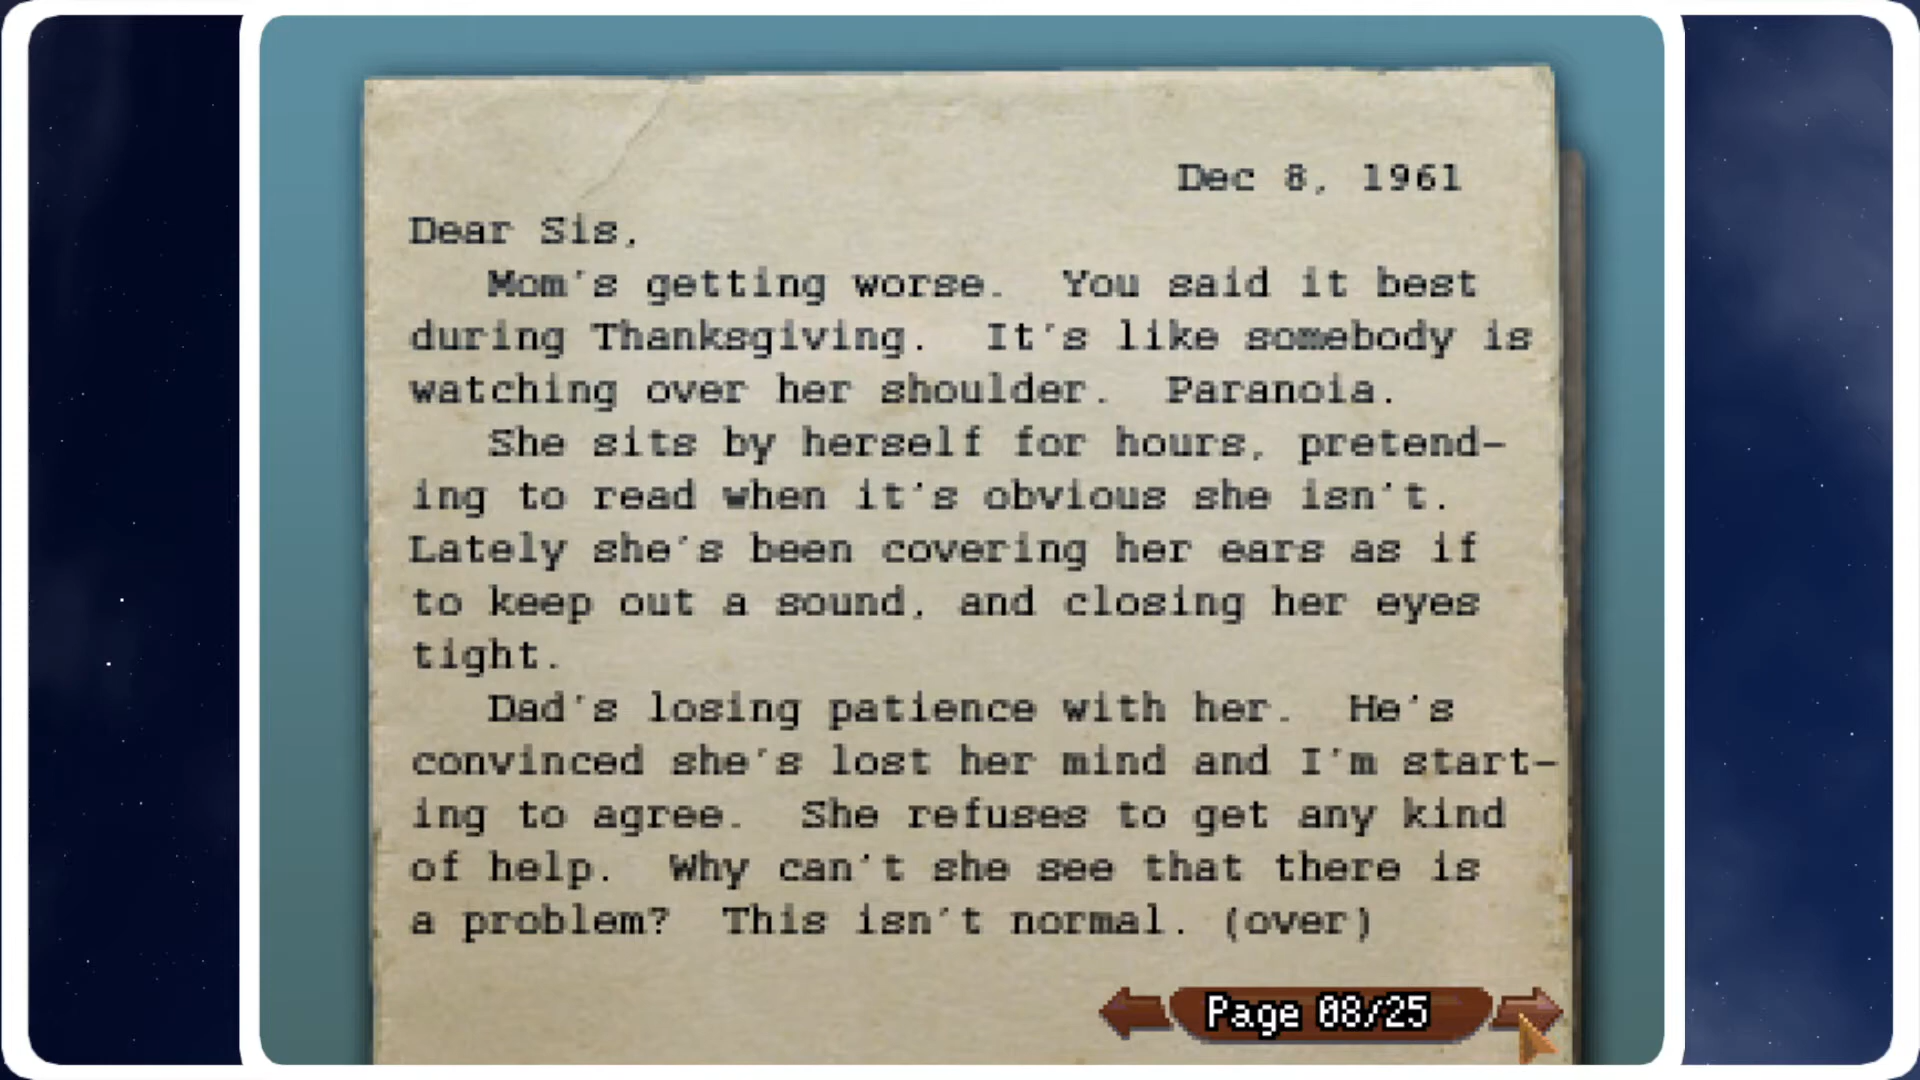 Dec 8, 1961
Dear Sis,
Mom's getting worse. You said it best
during Thanksgiving. It's like somebody is
watching over her shoulder. Paranoia.
She sits by herself for hours, pretend-
ing to read when it's obvious she isn't.
Lately she's been covering her ears as if
to keep out a sound, and closing her eyes
tight.
Dad's losing patience with her. He's
convinced she's lost her mind and I'm start-
ing to agree. She refuses to get any kind
of help. Why can't she see that there is
a problem? This isn't normal. (over)
Page 08/25